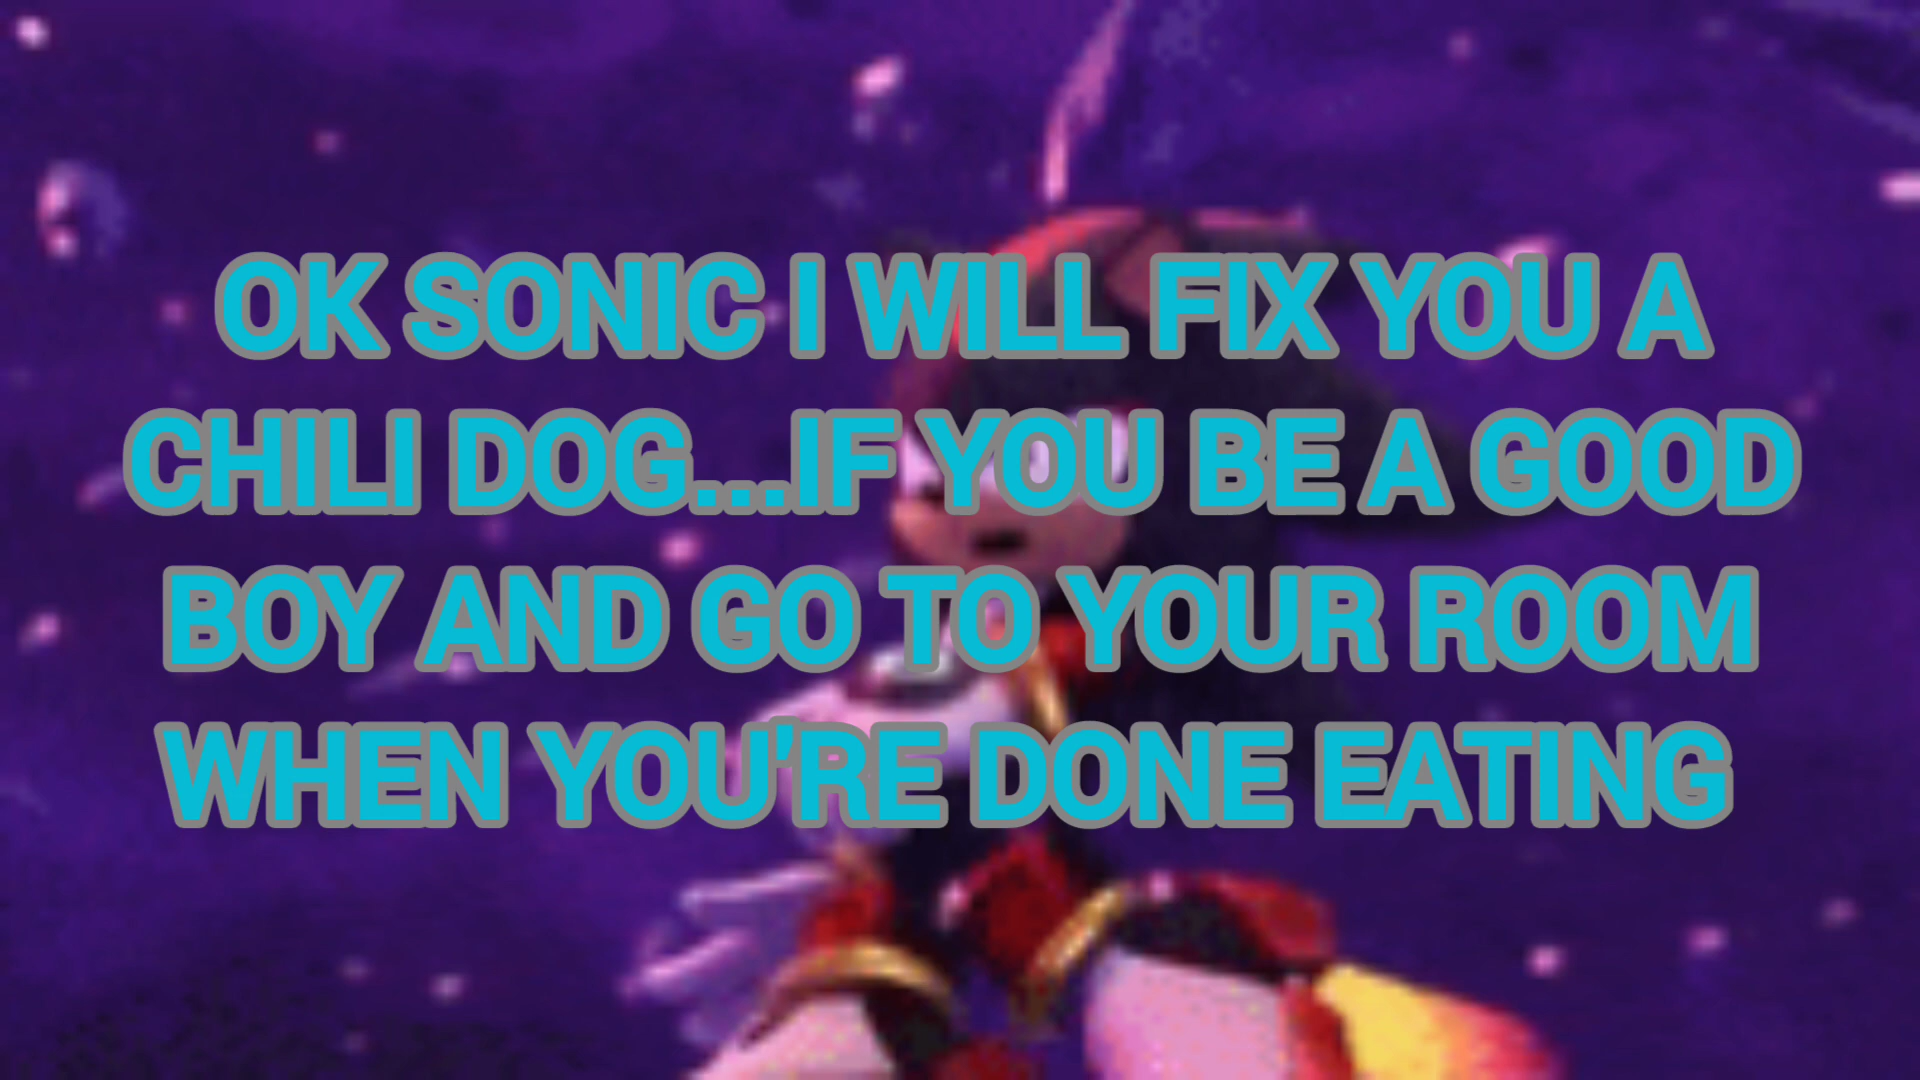 OK SONIC I WILL FIX YOU A
CHILI DOG...IF YOU BE A GOOD
BOY AND GO TO YOUR ROOM
WHEN YOU'RE DONE EATING